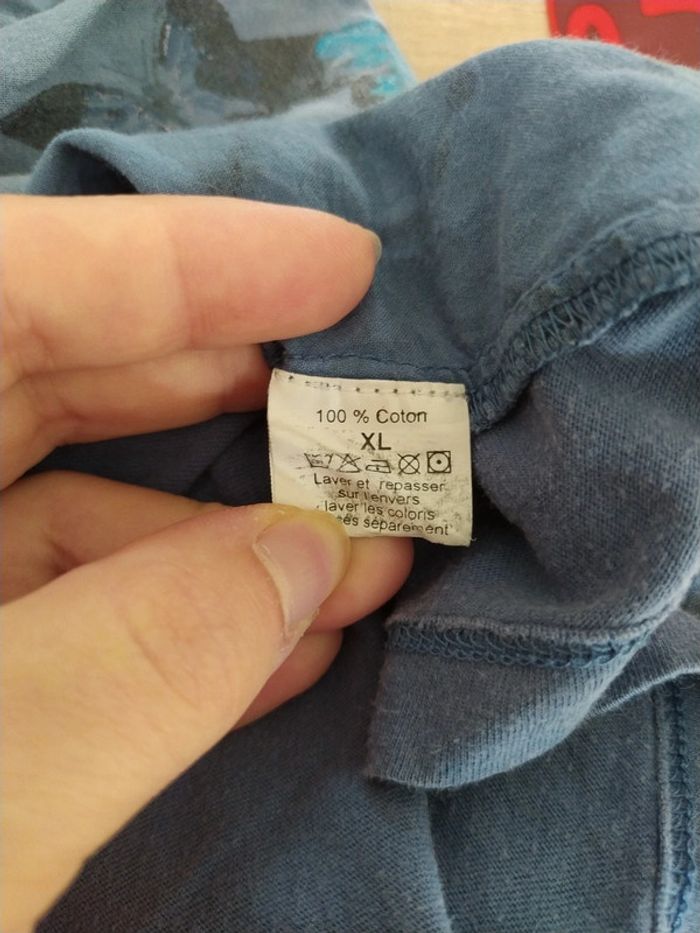 100 % Coton
XL
Laver et repasser
sur l'envers
laver les coloris
séparement